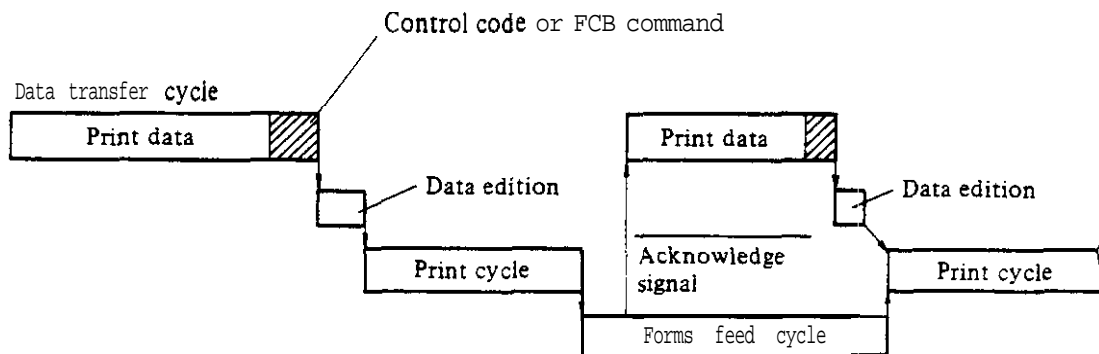 Control code or FCB command
Data transfer cycle
Print data
Print data
Data edition
Data edition
Acknowledge
signal
Print cycle
Print cycle
Forms feed cycle